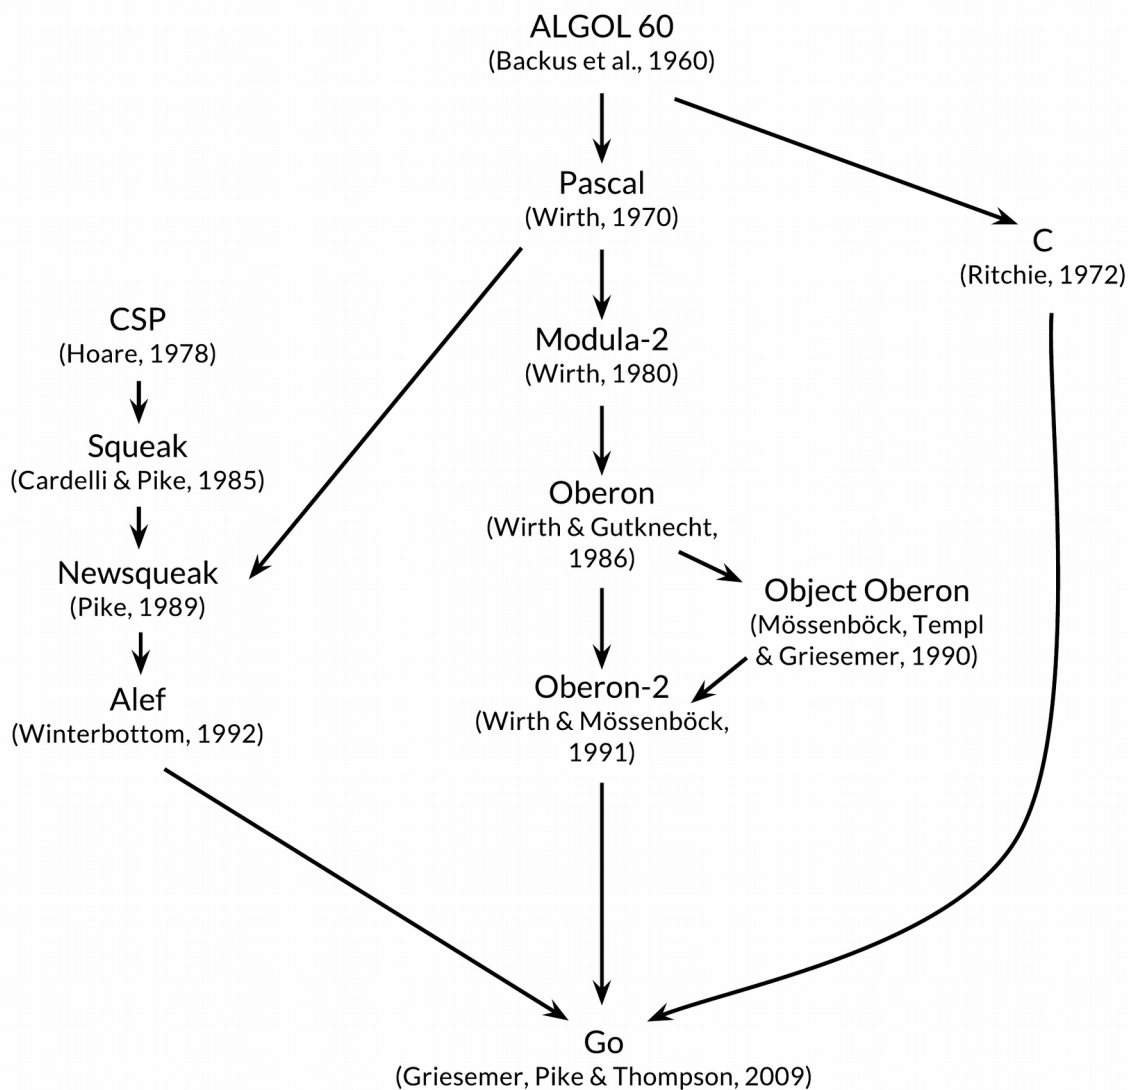 ALGOL 60
(Backus et al., 1960)
Pascal
(Wirth, 1970)
C
(Ritchie, 1972)
CSP
(Hoare, 1978)
Modula-2
(Wirth, 1980)
Squeak
(Cardelli & Pike, 1985)
Oberon
(Wirth & Gutknecht,
1986)
Newsqueak
(Pike, 1989)
Object Oberon
(Mössenböck, Templ
& Griesemer, 1990)
Oberon-2
(Wirth & Mössenböck,
1991)
Alef
(Winterbottom, 1992)
Go
(Griesemer, Pike & Thompson, 2009)